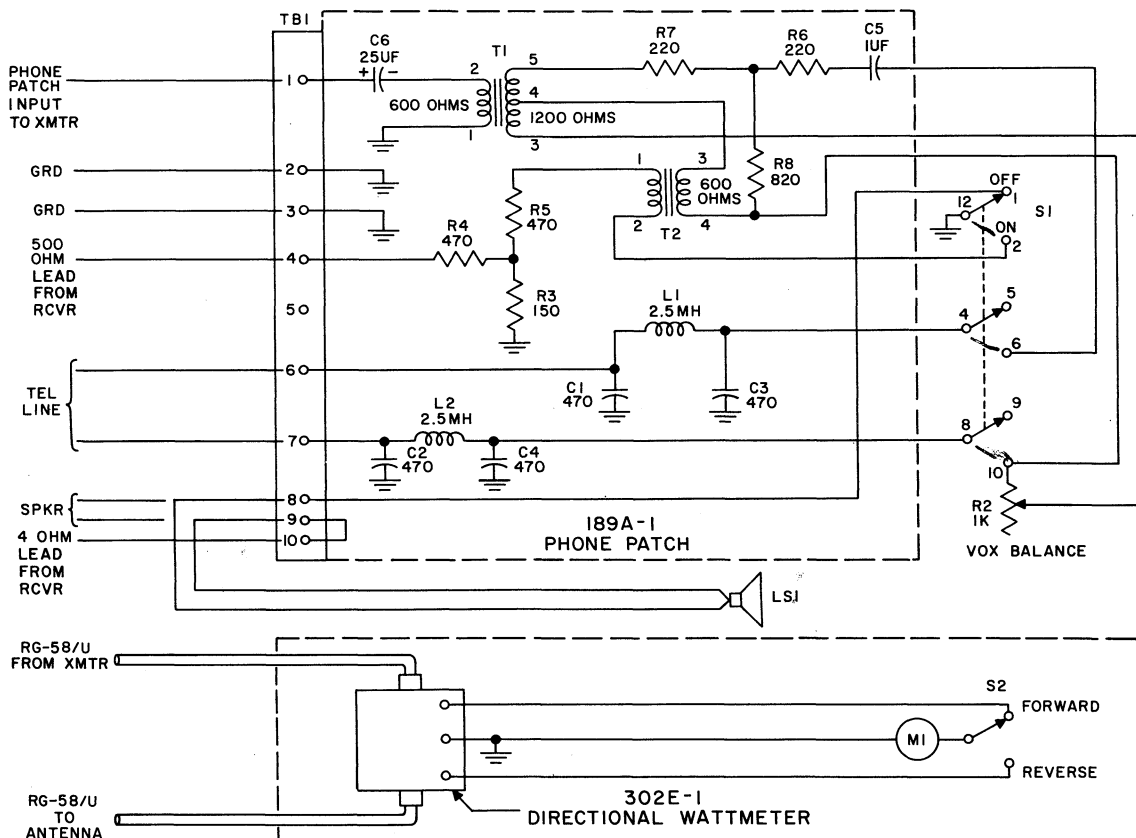 TB1
PHONE
PATCH
INPUT
TO XMTR
GRD
GRD
500
OHM
LEAD
FROM
RCVR
TEL
LINE
SPKR
4 OHM
LEAD
FROM
RCVR
1
2
3
4
5
6
7
8
9
10
C6
25UF
+ -
T1
2
1
600 OHMS
5
4
3
1200 OHMS
R7
220
R6
220
C5
1UF
R8
820
1
2
3
4
600
OHMS
T2
R4
470
R5
470
R3
150
L1
2.5MH
C1
470
C3
470
L2
2.5MH
C2
470
C4
470
OFF
1
12
S1
ON
2
4
5
6
8
9
10
R2
1K
VOX BALANCE
189A-1
PHONE PATCH
LS1
RG-58/U
FROM XMTR
RG-58/U
TO
ANTENNA
S2
FORWARD
M1
REVERSE
302E-1
DIRECTIONAL WATTMETER